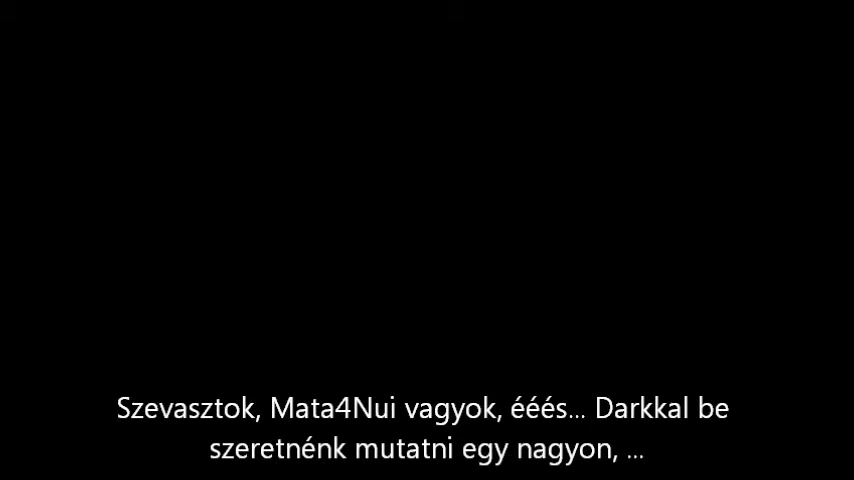 Szevasztok, Mata4Nui vagyok, ééés... Darkkal be
szeretnénk mutatni egy nagyon, ...